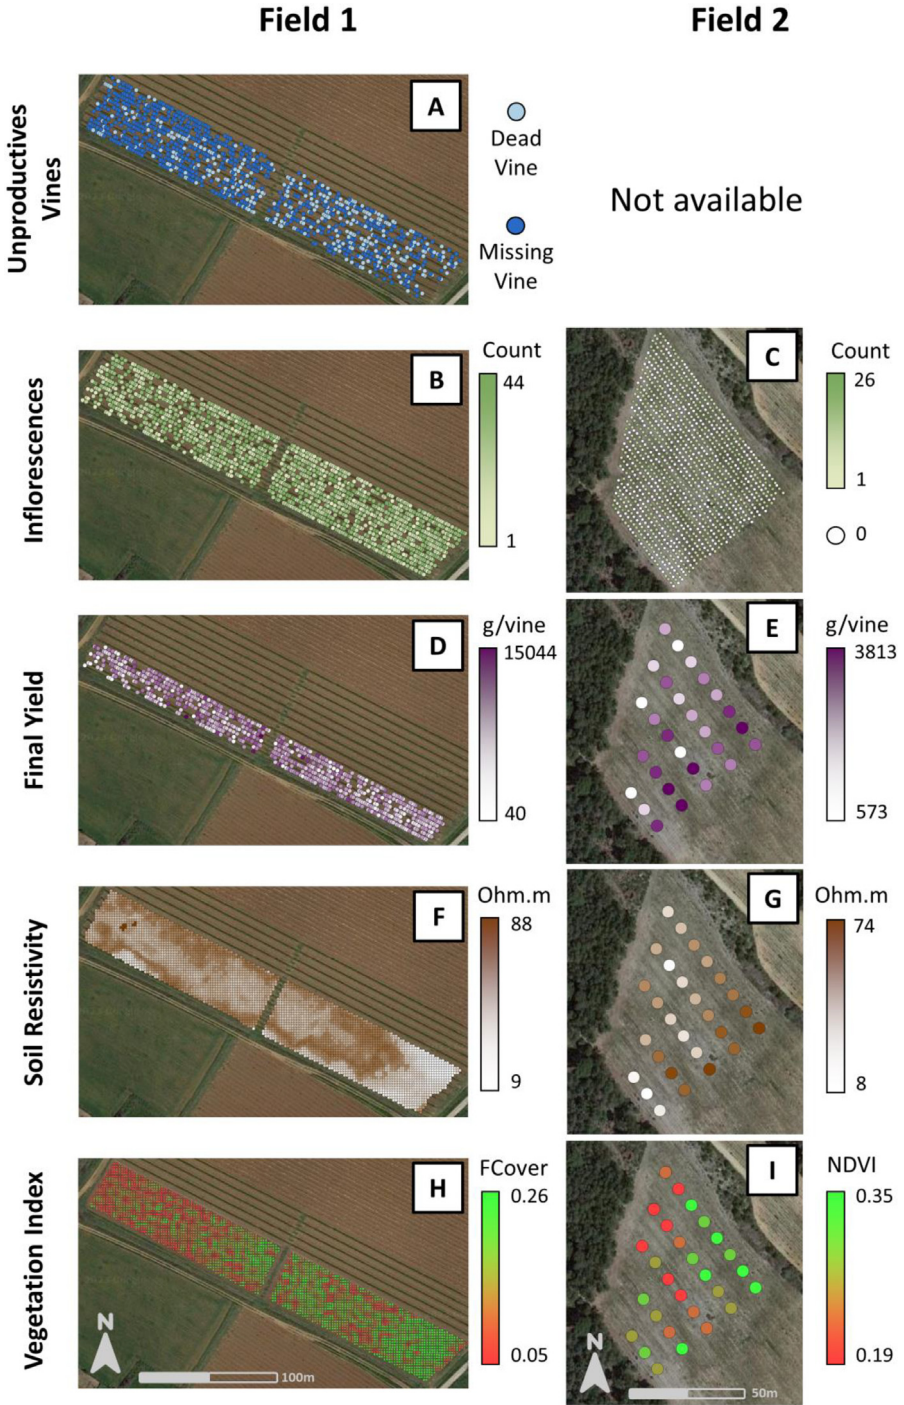 Field 1
Field 2
Unproductives
Vines
A
Dead
Vine
Missing
Vine
Not available
Inflorescences
B
Count
44
1
C
Count
26
1
0
Final Yield
D
g/vine
15044
40
E
g/vine
3813
573
Soil Resistivity
F
Ohm.m
88
9
G
Ohm.m
74
8
Vegetation Index
H
N
100m
FCover
0.26
0.05
I
N
50m
NDVI
0.35
0.19